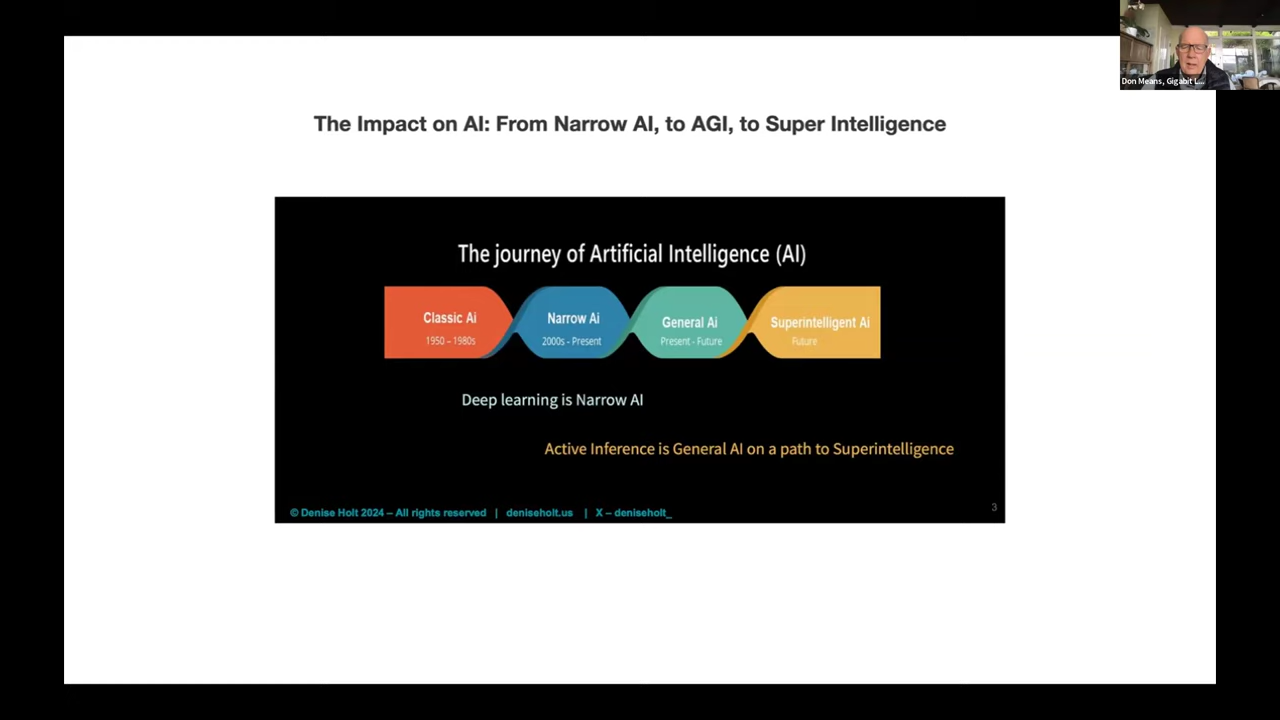 The Impact on AI: From Narrow AI, to AGI, to Super Intelligence
The journey of Artificial Intelligence (AI)
Classic Ai
1950 – 1980s
Narrow Ai
2000s - Present
General Ai
Present - Future
Superintelligent Ai
Future
Deep learning is Narrow AI
Active Inference is General AI on a path to Superintelligence
© Denise Holt 2024 – All rights reserved | deniseholt.us | X – deniseholt_
3
Don Means, Gigabit L...